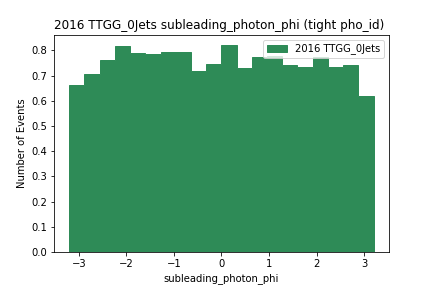 2016 TTGG_0Jets subleading_photon_phi (tight pho_id)
2016 TTGG_0Jets
Number of Events
0.8
0.7
0.6
0.5
0.4
0.3
0.2
0.1
0.0
−3 −2 −1 0 1 2 3
subleading_photon_phi